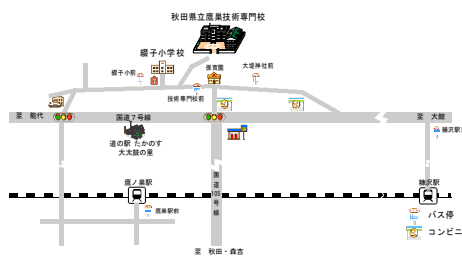 秋田県立鷹巣技術専門校
綴子小学校
保育園
大堤神社前
綴子小前
技術専門校前
至 能代
国道7号線
至 大館
道の駅 たかのす
大太鼓の里
糠沢駅前
鷹ノ巣駅
国道105号線
糠沢駅
鷹巣駅前
バス停
コンビニ
至 秋田・森吉